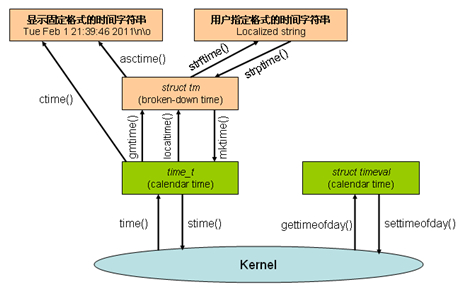 显示固定格式的时间字符串
Tue Feb 1 21:39:46 2011\n\o
用户指定格式的时间字符串
Localized string
asctime()
strftime()
strptime()
ctime()
struct tm
(broken-down time)
gmtime()
localtime()
mktime()
time_t
(calendar time)
struct timeval
(calendar time)
time()
stime()
gettimeofday()
settimeofday()
Kernel